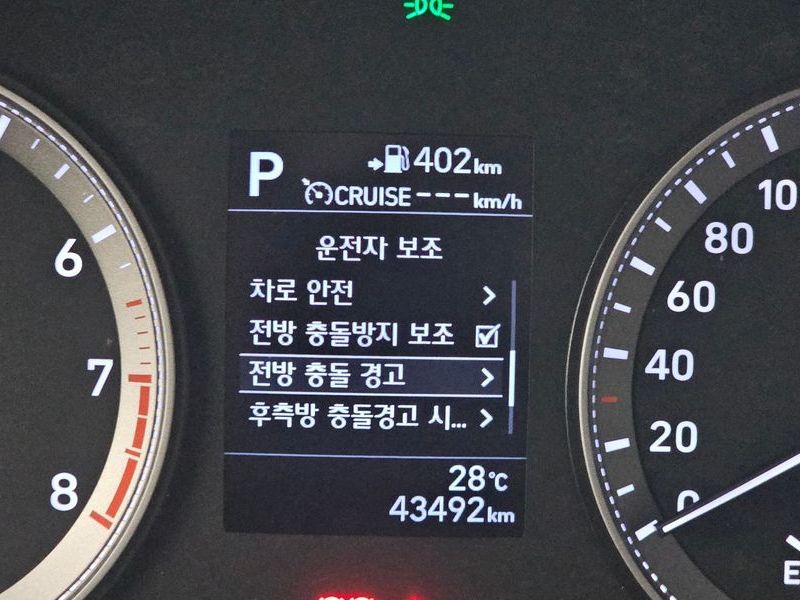 P 402km
CRUISE---km/h
운전자 보조
차로 안전
전방 충돌방지 보조
전방 충돌 경고
후측방 충돌경고 시...
28°C
43492km
6
7
8
100
80
60
40
20
0
E